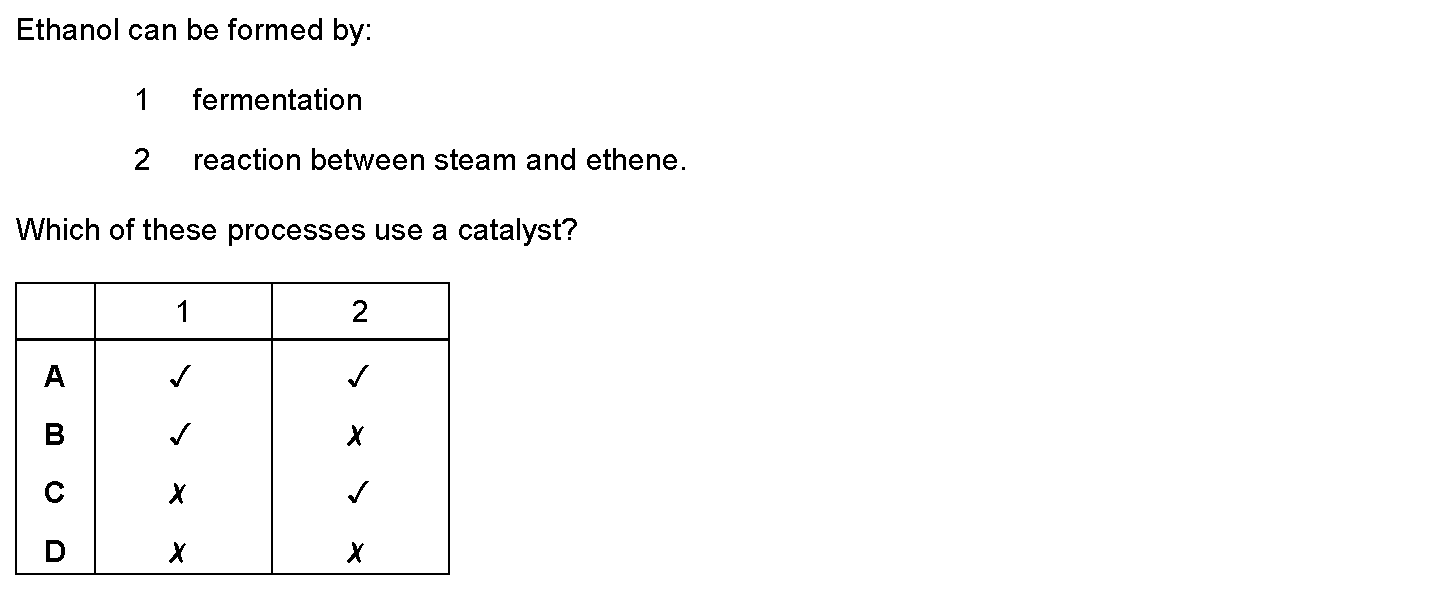 Ethanol can be formed by:
1 fermentation
2 reaction between steam and ethene.
Which of these processes use a catalyst?
1 2
A ✓ ✓
B ✓ ✗
C ✗ ✓
D ✗ ✗